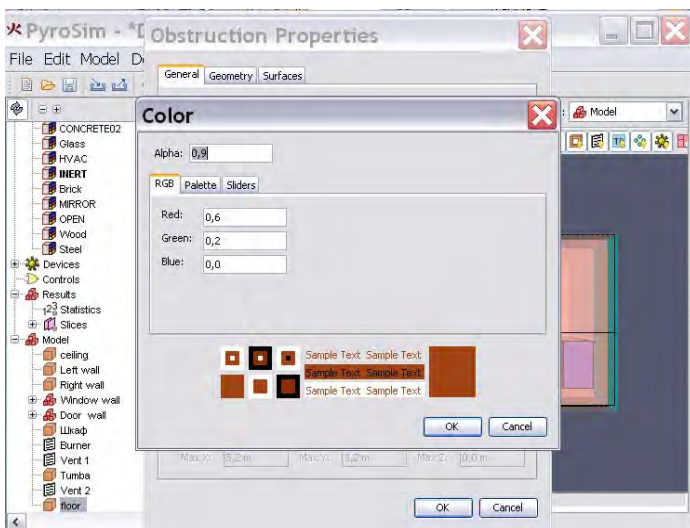 PyroSim - *D
Obstruction Properties
File Edit Model D
General Geometry Surfaces
Model
Color
Alpha: 0,9
RGB Palette Sliders
Red: 0,6
Green: 0,2
Blue: 0,0
Sample Text Sample Text
Sample Text Sample Text
Sample Text Sample Text
OK Cancel
CONCRETE02
Glass
HVAC
INERT
Brick
MIRROR
OPEN
Wood
Steel
Devices
Controls
Results
Statistics
Slices
Model
ceiling
Left wall
Right wall
Window wall
Door wall
Шкаф
Burner
Vent 1
Tumba
Vent 2
floor
Max X: 3,2 m Max Y: 3,2 m Max Z: 0,0 m
OK Cancel